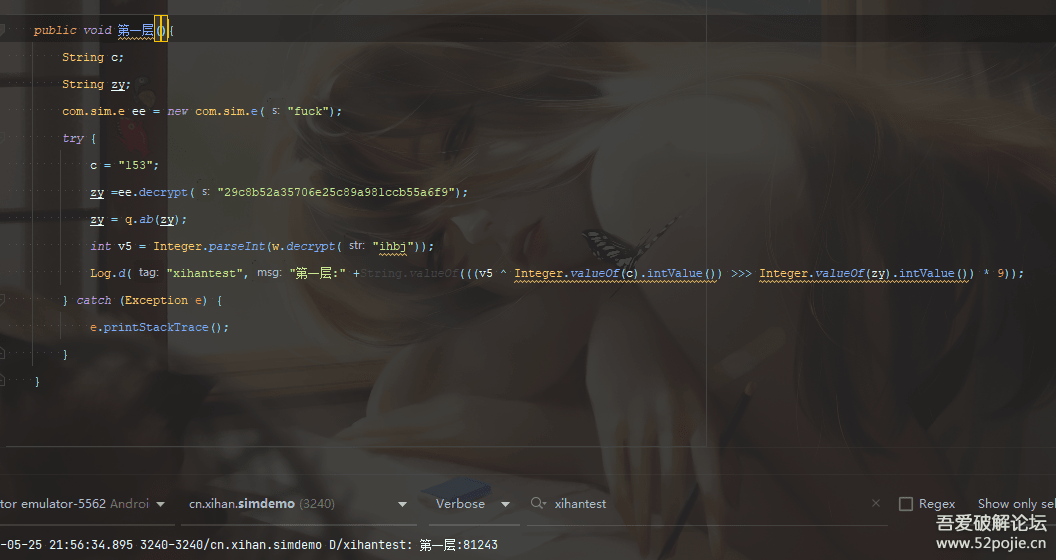 public void 第一层(){
String c;
String zy;
com.sim.e ee = new com.sim.e( s: "fuck");
try {
c = "153";
zy =ee.decrypt( s: "29c8b52a35706e25c89a981ccb55a6f9");
zy = q.ab(zy);
int v5 = Integer.parseInt(w.decrypt( str: "ihbj"));
Log.d( tag: "xihantest", msg: "第一层:" +String.valueOf(((v5 ^ Integer.valueOf(c).intValue()) >>> Integer.valueOf(zy).intValue()) * 9));
} catch (Exception e) {
e.printStackTrace();
}
}
tor emulator-5562 Androi cn.xihan.simdemo (3240) Verbose xihantest Regex Show only sel
-05-25 21:56:34.895 3240-3240/cn.xihan.simdemo D/xihantest: 第一层:81243
吾爱破解论坛
www.52pojie.cn